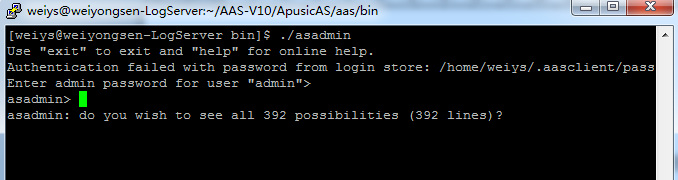 weiys@weiyongsen-LogServer:~/AAS-V10/ApusicAS/aas/bin
[weiys@weiyongsen-LogServer bin]$ ./asadmin
Use "exit" to exit and "help" for online help.
Authentication failed with password from login store: /home/weiys/.aasclient/pass
Enter admin password for user "admin">
asadmin>
asadmin: do you wish to see all 392 possibilities (392 lines)?